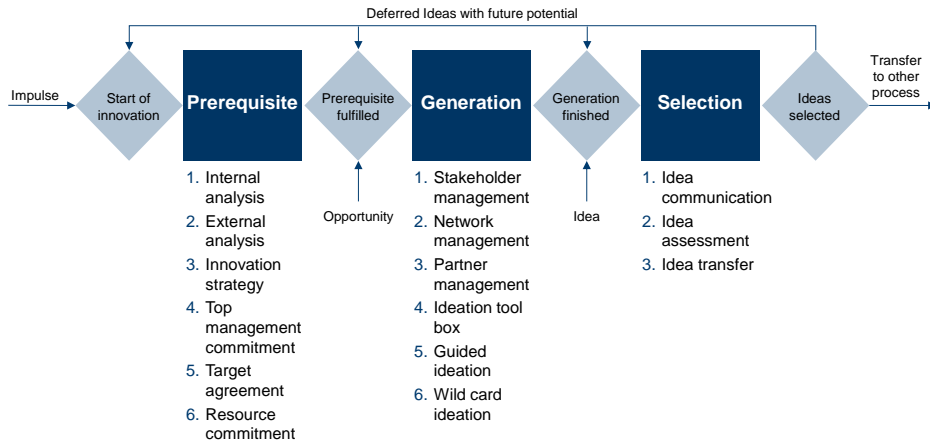 Deferred Ideas with future potential
Impulse
Start of
innovation
Prerequisite
Prerequisite
fulfilled
Generation
Generation
finished
Selection
Ideas
selected
Transfer
to other
process
1. Internal
analysis
2. External
analysis
3. Innovation
strategy
4. Top
management
commitment
5. Target
agreement
6. Resource
commitment
Opportunity
1. Stakeholder
management
2. Network
management
3. Partner
management
4. Ideation tool
box
5. Guided
ideation
6. Wild card
ideation
Idea
1. Idea
communication
2. Idea
assessment
3. Idea transfer